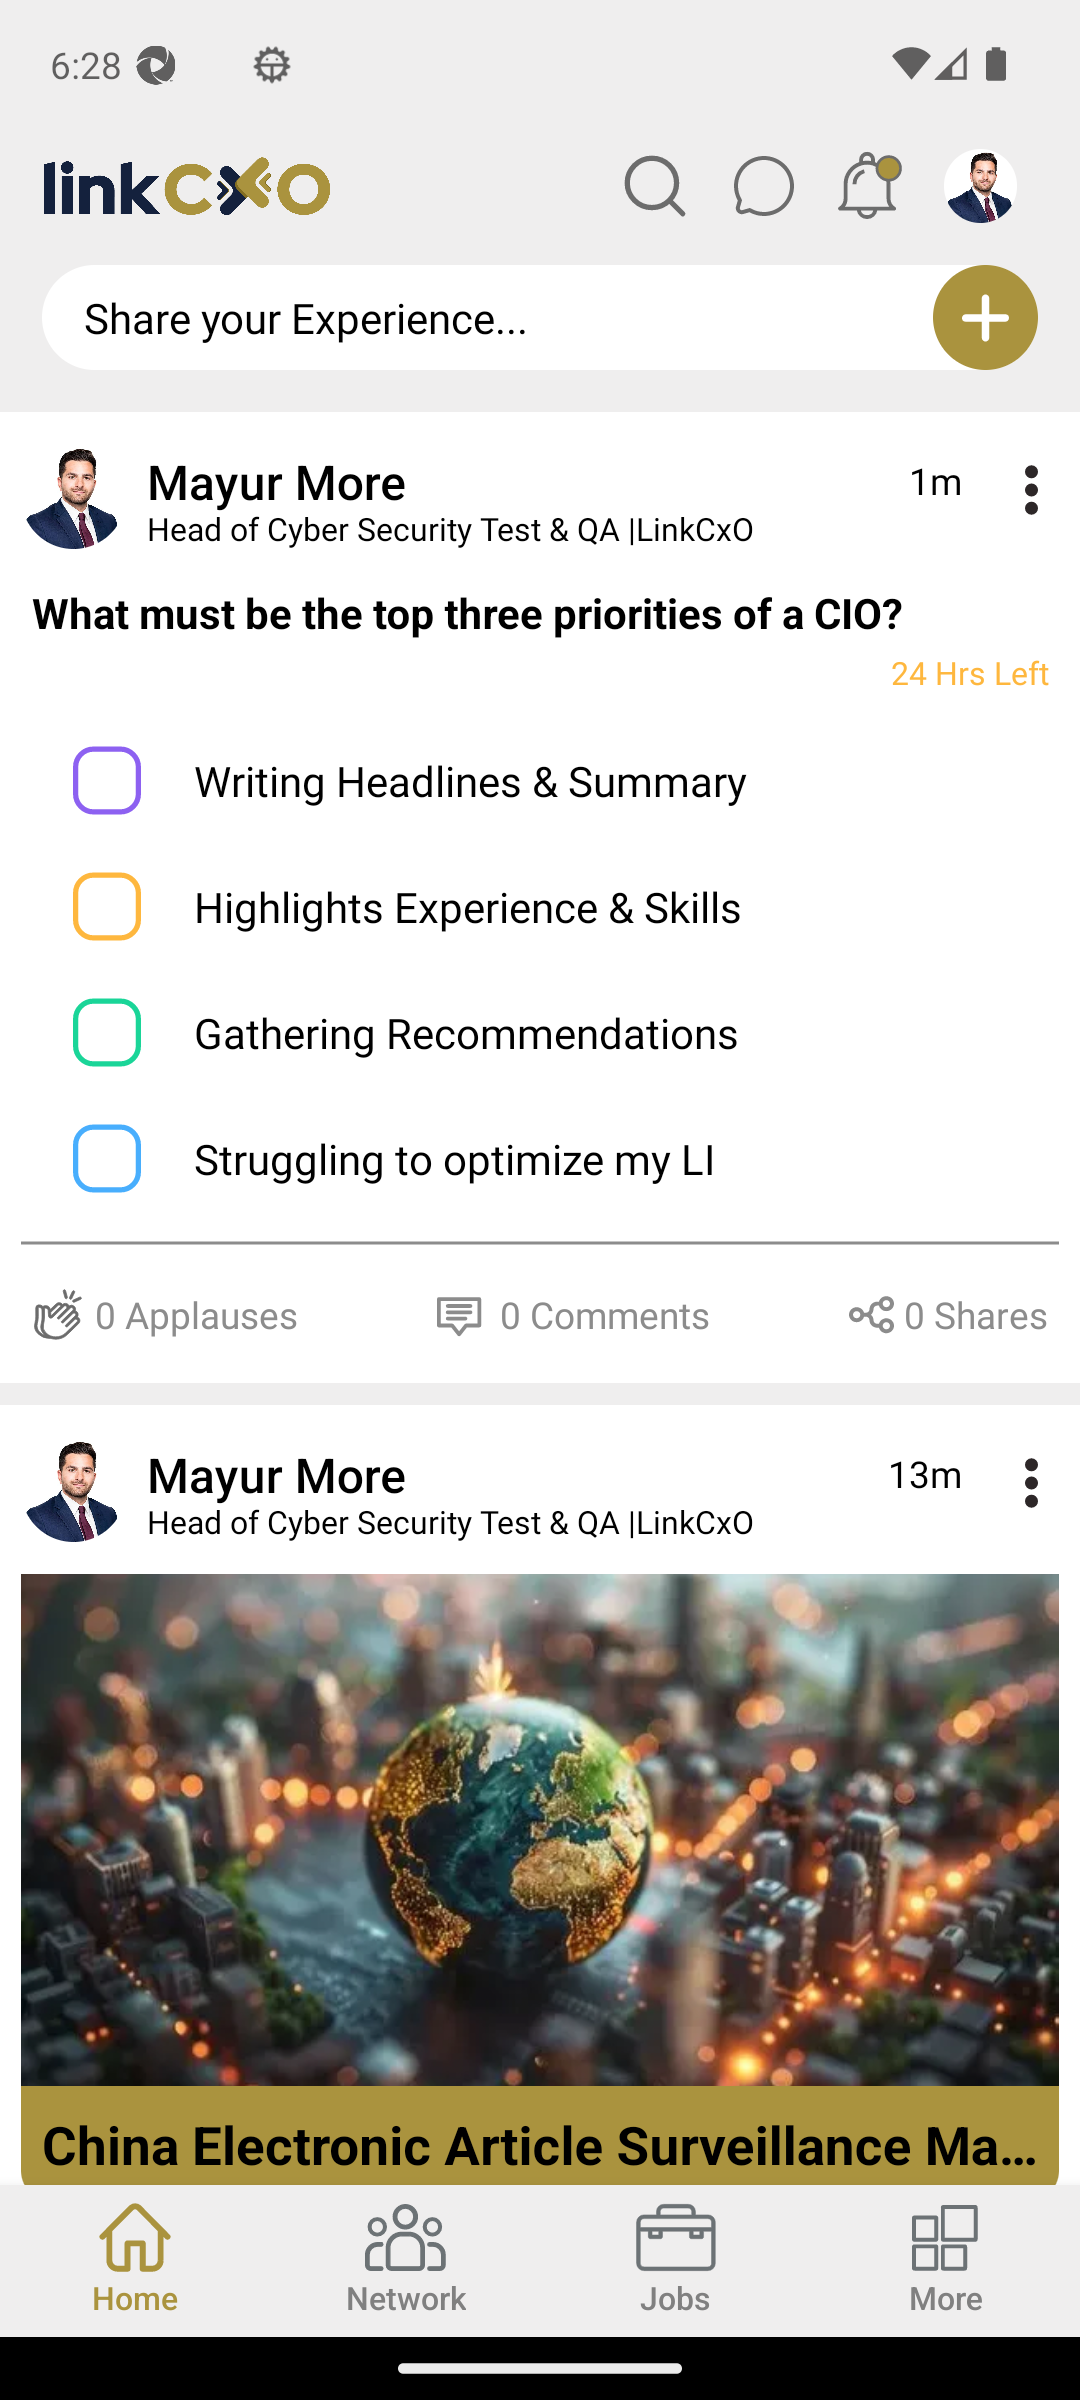 6:28
linkCxO
Share your Experience...
Mayur More
1m
Head of Cyber Security Test & QA |LinkCxO
What must be the top three priorities of a CIO?
24 Hrs Left
Writing Headlines & Summary
Highlights Experience & Skills
Gathering Recommendations
Struggling to optimize my LI
0 Applauses
0 Comments
0 Shares
Mayur More
13m
Head of Cyber Security Test & QA |LinkCxO
China Electronic Article Surveillance Ma...
Home
Network
Jobs
More